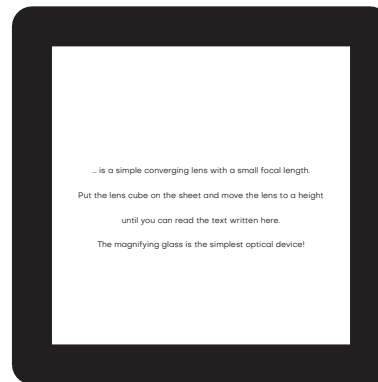 ... is a simple converging lens with a small focal length.
Put the lens cube on the sheet and move the lens to a height
until you can read the text written here.
The magnifying glass is the simplest optical device!